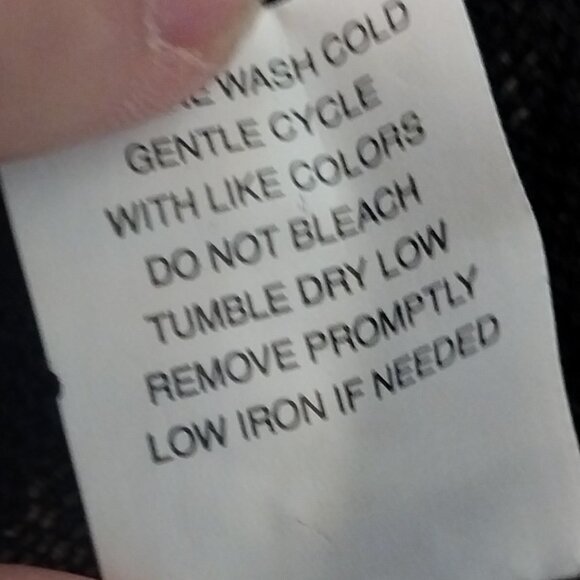 WASH COLD
GENTLE CYCLE
WITH LIKE COLORS
DO NOT BLEACH
TUMBLE DRY LOW
REMOVE PROMPTLY
LOW IRON IF NEEDED